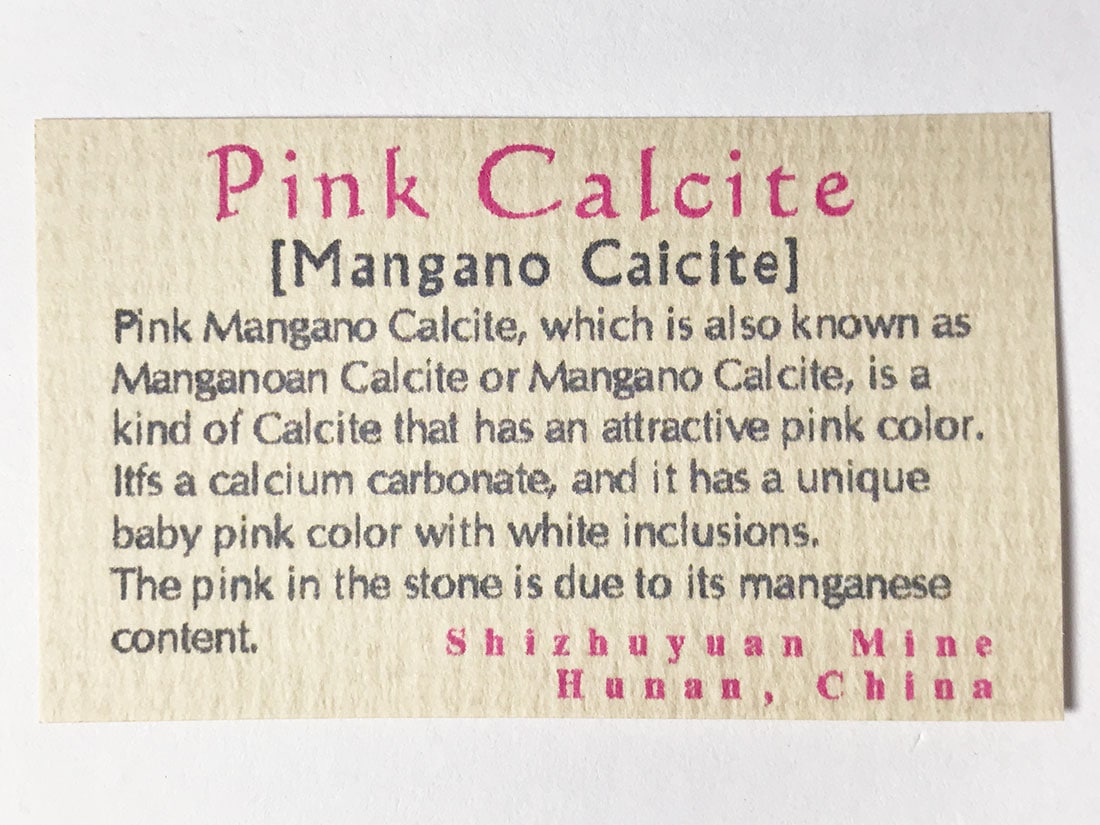 Pink Calcite
[Mangano Caicite]
Pink Mangano Calcite, which is also known as
Manganoan Calcite or Mangano Calcite, is a
kind of Calcite that has an attractive pink color.
Itfs a calcium carbonate, and it has a unique
baby pink color with white inclusions.
The pink in the stone is due to its manganese
content.
Shizhuyuan Mine
Hunan, China